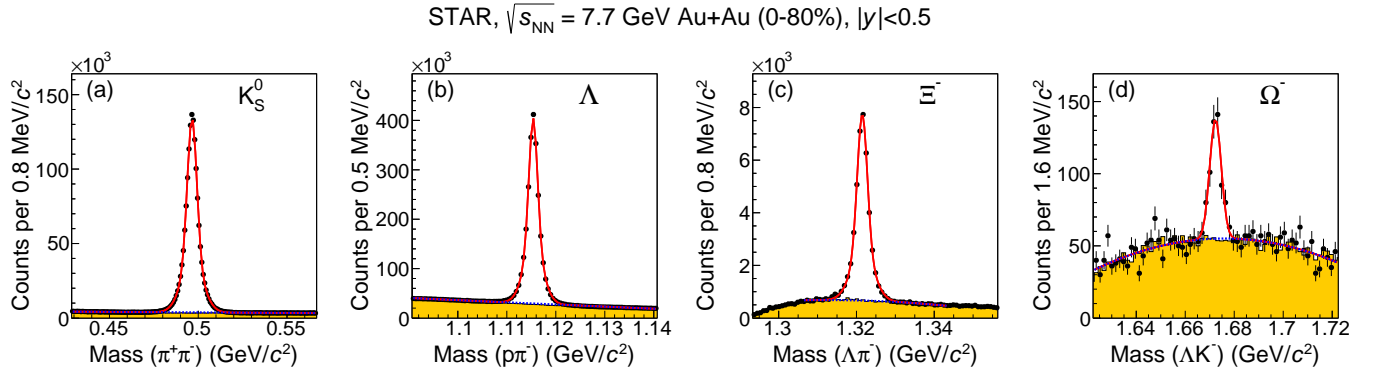 STAR, √s_NN = 7.7 GeV Au+Au (0-80%), |y|<0.5
×10³
(a) K⁰_S
150
100
50
0
Counts per 0.8 MeV/c²
0.45 0.5 0.55
Mass (π⁺π⁻) (GeV/c²)
×10³
(b) Λ
400
300
200
100
0
Counts per 0.5 MeV/c²
1.1 1.11 1.12 1.13 1.14
Mass (pπ⁻) (GeV/c²)
×10³
(c) Ξ⁻
8
6
4
2
0
Counts per 0.8 MeV/c²
1.3 1.32 1.34
Mass (Λπ⁻) (GeV/c²)
(d) Ω⁻
150
100
50
0
Counts per 1.6 MeV/c²
1.64 1.66 1.68 1.7 1.72
Mass (ΛK⁻) (GeV/c²)